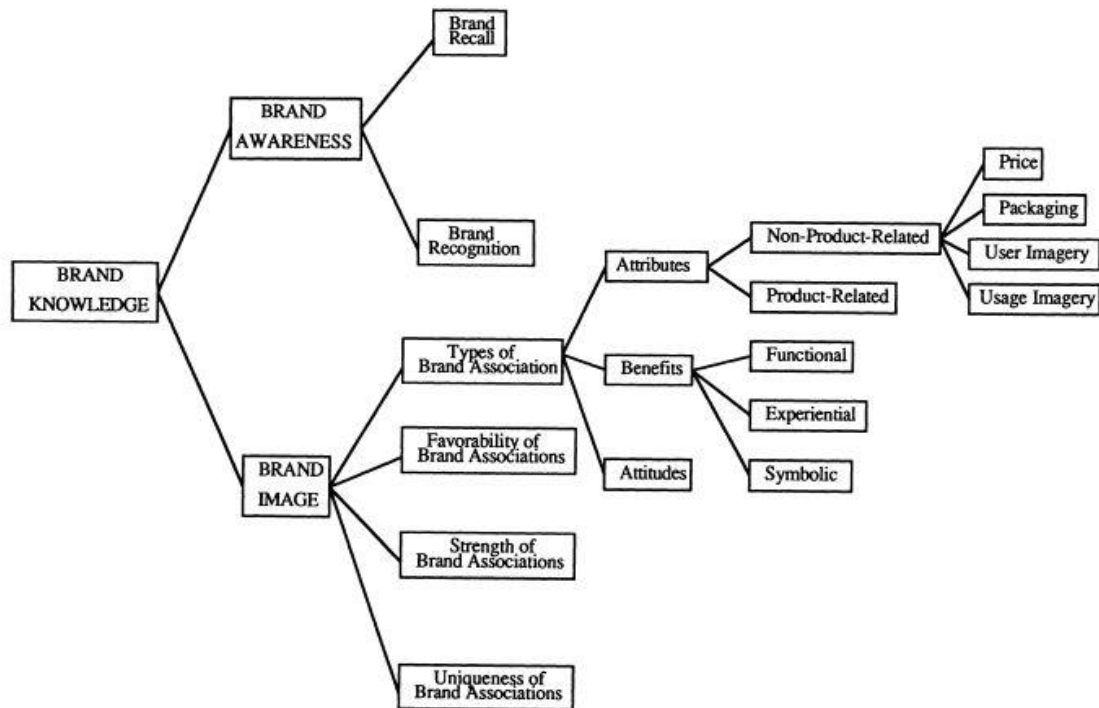 Brand
Recall
BRAND
AWARENESS
Brand
Recognition
BRAND
KNOWLEDGE
Price
Packaging
Non-Product-Related
User Imagery
Attributes
Product-Related
Usage Imagery
Types of
Brand Association
Benefits
Functional
Experiential
Favorability of
Brand Associations
BRAND
IMAGE
Attitudes
Symbolic
Strength of
Brand Associations
Uniqueness of
Brand Associations